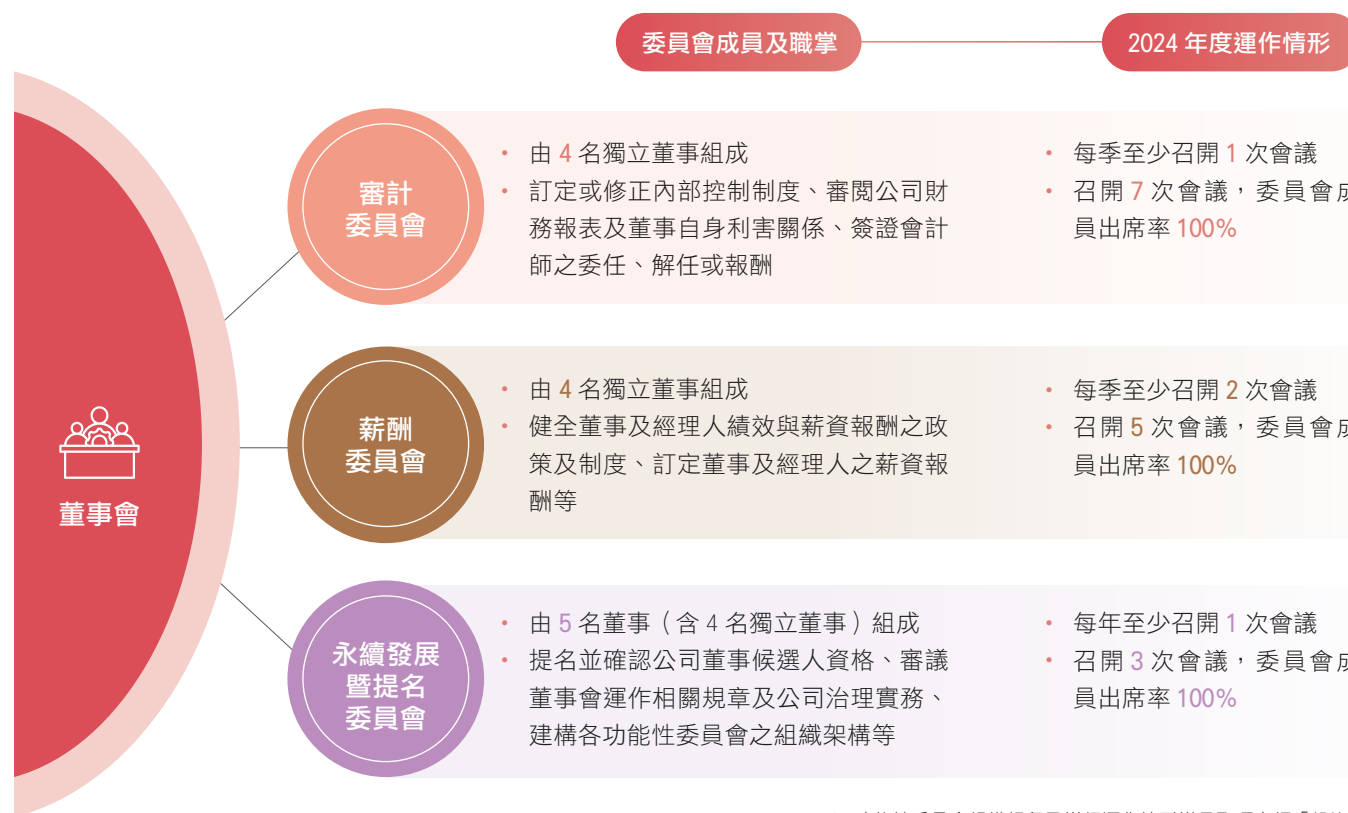 委員會成員及職掌
2024 年度運作情形
董事會
審計
委員會
• 由 4 名獨立董事組成
• 訂定或修正內部控制制度、審閱公司財
務報表及董事自身利害關係、簽證會計
師之委任、解任或報酬
• 每季至少召開 1 次會議
• 召開 7 次會議，委員會成
員出席率 100%
薪酬
委員會
• 由 4 名獨立董事組成
• 健全董事及經理人績效與薪資報酬之政
策及制度、訂定董事及經理人之薪資報
酬等
• 每季至少召開 2 次會議
• 召開 5 次會議，委員會成
員出席率 100%
永續發展
暨提名
委員會
• 由 5 名董事（含 4 名獨立董事）組成
• 提名並確認公司董事候選人資格、審議
董事會運作相關規章及公司治理實務、
建構各功能性委員會之組織架構等
• 每年至少召開 1 次會議
• 召開 3 次會議，委員會成
員出席率 100%